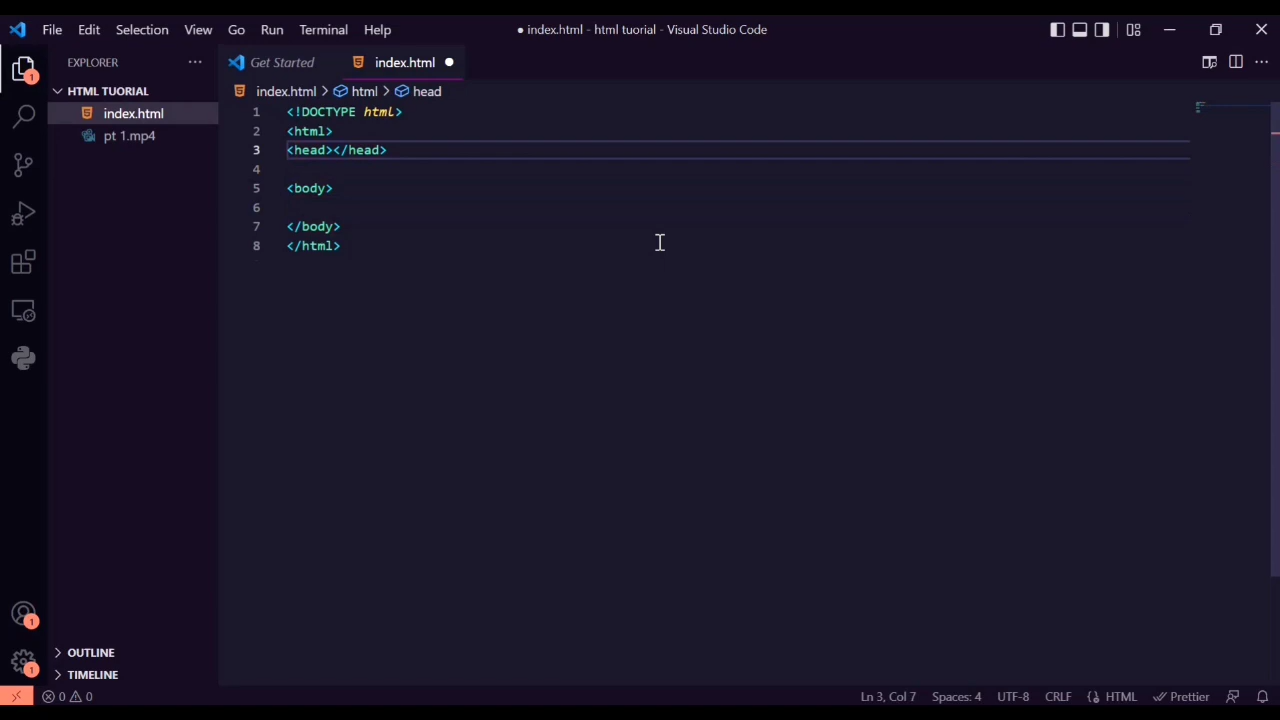 File Edit Selection View Go Run Terminal Help ● index.html - html tuorial - Visual Studio Code
EXPLORER ···
HTML TUORIAL
index.html
pt 1.mp4
OUTLINE
TIMELINE
1
1
1
Get Started index.html ●
index.html > html > head
1 <!DOCTYPE html>
2 <html>
3 <head></head>
4
5 <body>
6
7 </body>
8 </html>
0 0 Ln 3, Col 7 Spaces: 4 UTF-8 CRLF HTML Prettier